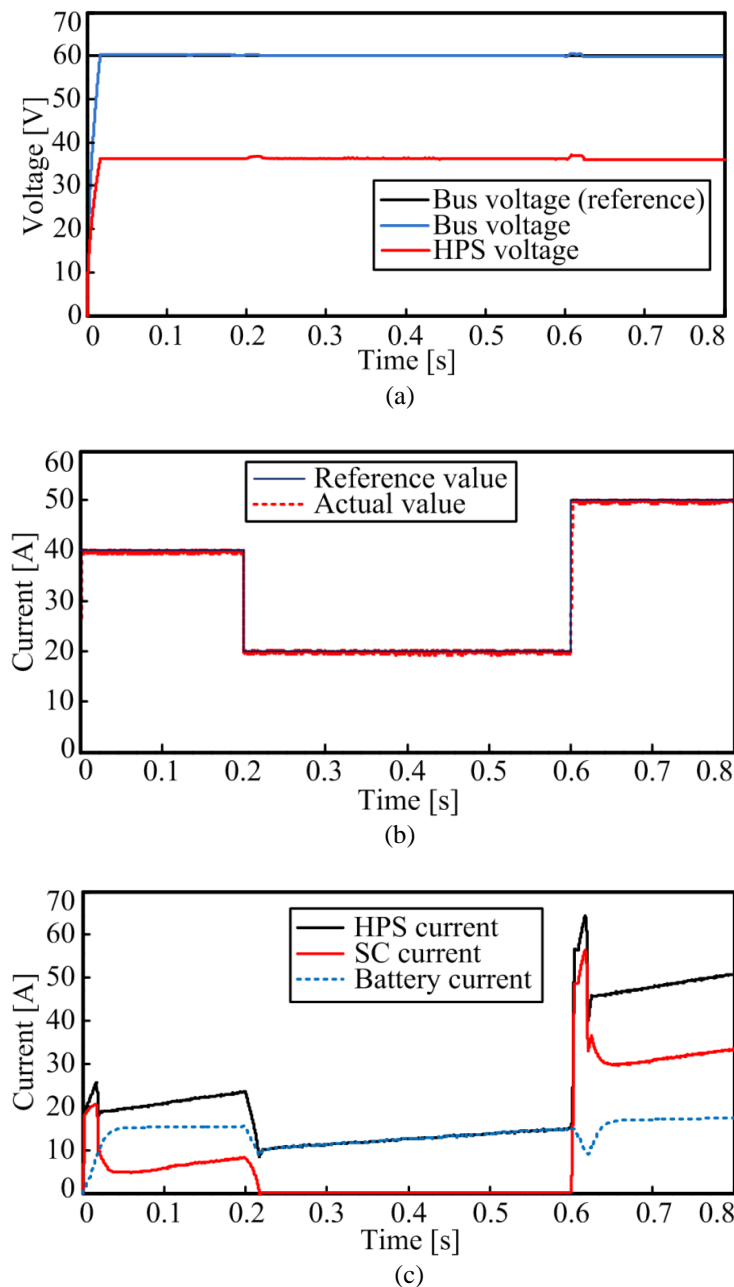 70
60
50
40
30
20
10
0
Voltage [V]
Bus voltage (reference)
Bus voltage
HPS voltage
0 0.1 0.2 0.3 0.4 0.5 0.6 0.7 0.8
Time [s]
(a)
60
50
40
30
20
10
0
Current [A]
Reference value
Actual value
0 0.1 0.2 0.3 0.4 0.5 0.6 0.7 0.8
Time [s]
(b)
70
60
50
40
30
20
10
0
Current [A]
HPS current
SC current
Battery current
0 0.1 0.2 0.3 0.4 0.5 0.6 0.7 0.8
Time [s]
(c)